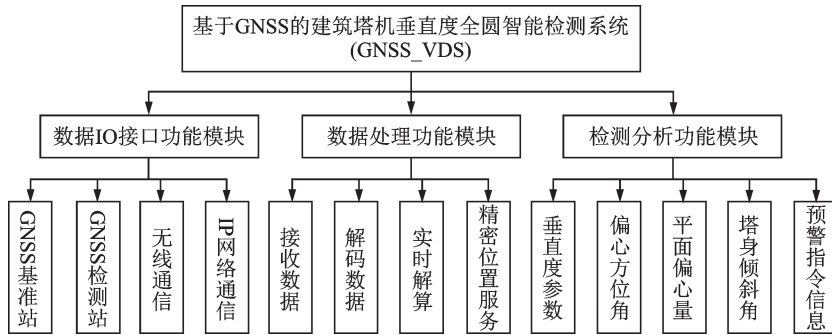 基于GNSS的建筑塔机垂直度全圆智能检测系统
(GNSS_VDS)
数据IO接口功能模块
数据处理功能模块
检测分析功能模块
GNSS基准站
GNSS检测站
无线通信
IP网络通信
接收数据
解码数据
实时解算
精密位置服务
垂直度参数
偏心方位角
平面偏心量
塔身倾斜角
预警指令信息